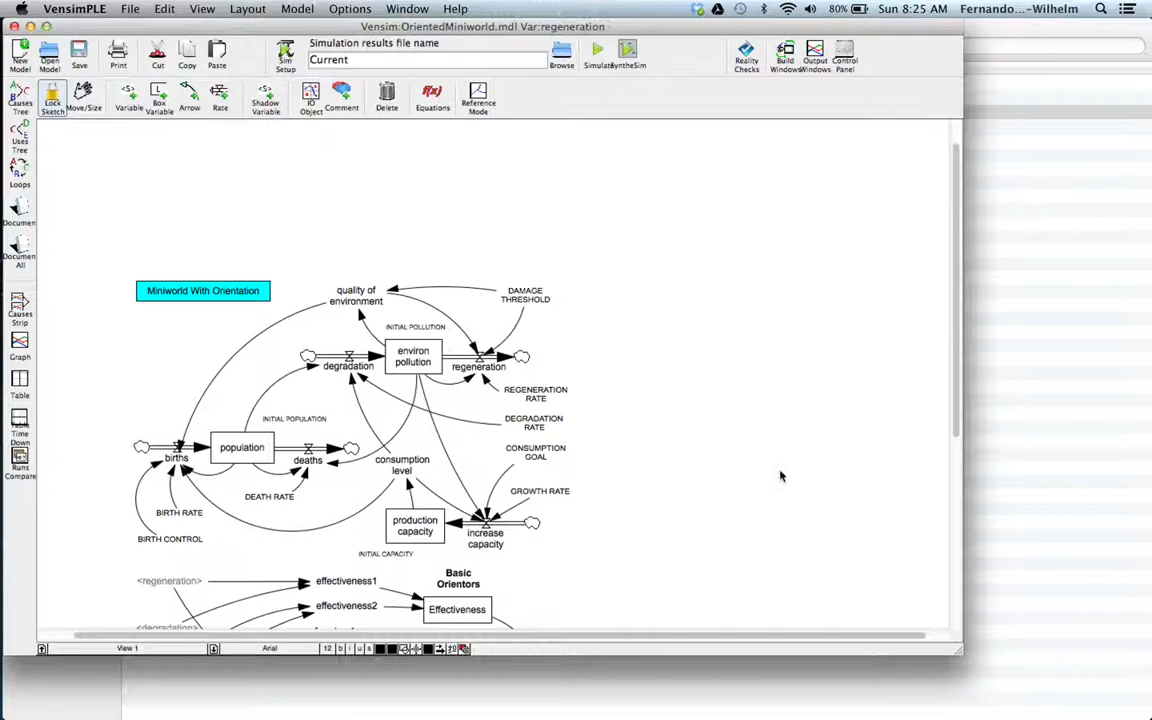 VensimPLE File Edit View Layout Model Options Window Help 80% Sun 8:25 AM Fernando...-Wilhelm
Vensim:OrientedMiniworld.mdl Var:regeneration
New Model
Open Model
Save
Print
Cut
Copy
Paste
Sim Setup
Simulation results file name
Current
Browse
Simulate
SyntheSim
Reality Checks
Build Windows
Output Windows
Control Panel
Causes Tree
Lock Sketch
Move/Size
Variable
Box Variable
Arrow
Rate
Shadow Variable
IO Object
Comment
Delete
Equations
Reference Mode
Uses Tree
Loops
Documen
Documen All
Causes Strip
Graph
Table
Table Time Down
Runs Compare
Miniworld With Orientation
quality of
environment
DAMAGE
THRESHOLD
INITIAL POLLUTION
environ
pollution
degradation
regeneration
REGENERATION
RATE
DEGRADATION
RATE
INITIAL POPULATION
population
births
deaths
consumption
level
CONSUMPTION
GOAL
DEATH RATE
GROWTH RATE
BIRTH RATE
production
capacity
increase
capacity
BIRTH CONTROL
INITIAL CAPACITY
Basic
Orientors
<regeneration>
effectiveness1
effectiveness2
Effectiveness
<degradation>
View 1
Arial
12 b i u s